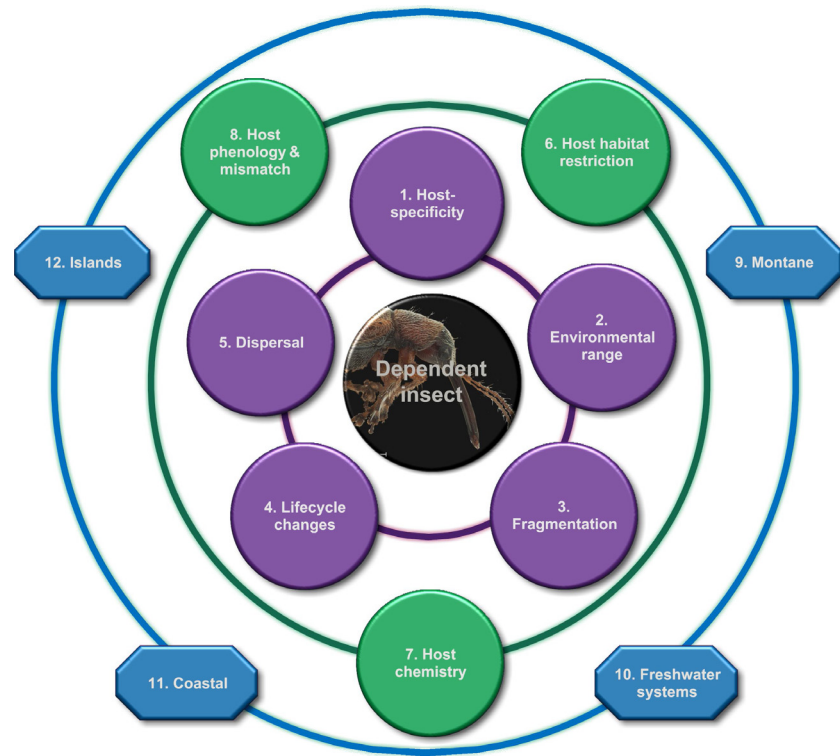 8. Host
phenology &
mismatch
6. Host habitat
restriction
1. Host-
specificity
12. Islands
9. Montane
5. Dispersal
2.
Environmental
range
Dependent
insect
4. Lifecycle
changes
3.
Fragmentation
7. Host
chemistry
11. Coastal
10. Freshwater
systems